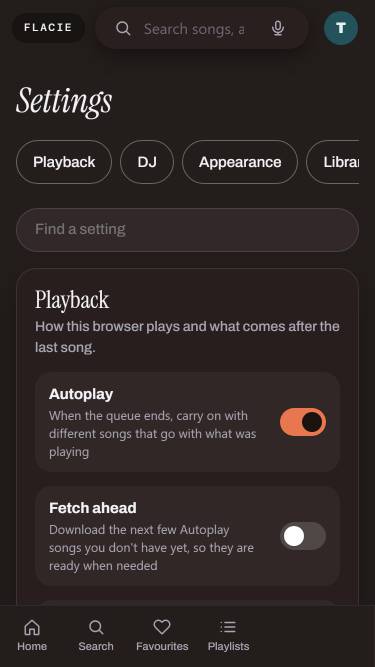 FLACIE
Search songs, a
T
Settings
Playback
DJ
Appearance
Librar
Find a setting
Playback
How this browser plays and what comes after the
last song.
Autoplay
When the queue ends, carry on with
different songs that go with what was
playing
Fetch ahead
Download the next few Autoplay
songs you don't have yet, so they are
ready when needed
Home
Search
Favourites
Playlists